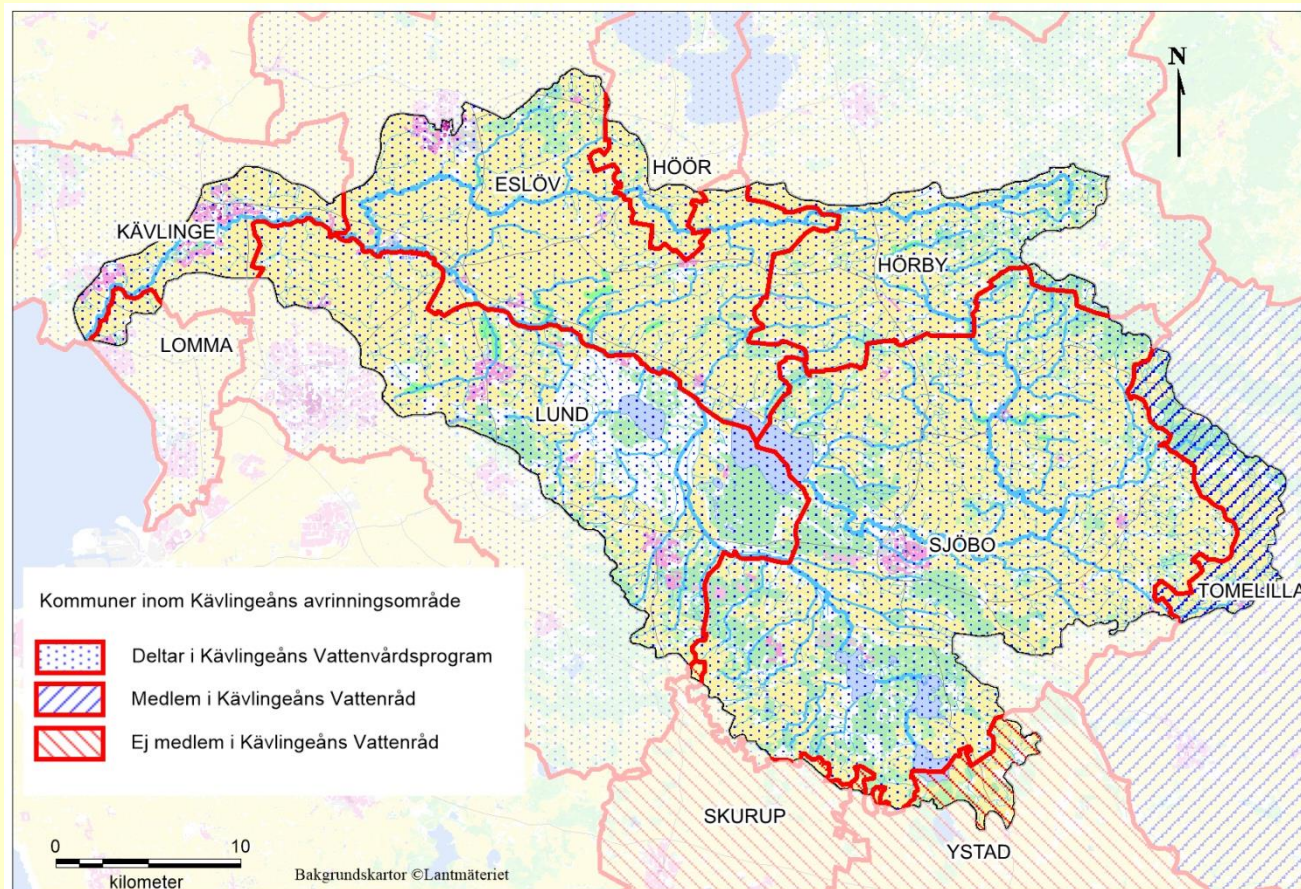 N
HÖÖR
ESLÖV
KÄVLINGE
HÖRBY
LOMMA
LUND
SJÖBO
TOMELILLA
Kommuner inom Kävlingeåns avrinningsområde
Deltar i Kävlingeåns Vattenvårdsprogram
Medlem i Kävlingeåns Vattenråd
Ej medlem i Kävlingeåns Vattenråd
SKURUP
YSTAD
0 10
kilometer
Bakgrundskartor ©Lantmäteriet